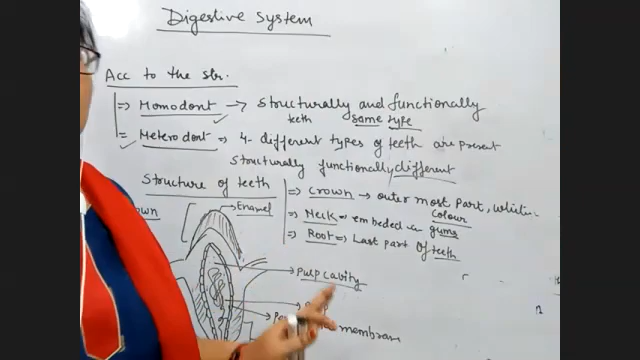 Digestive System
Acc to the str.
⇒ Homodont → Structurally and functionally
teeth same type
⇒ Heterodont ⇒ 4- different types of teeth are present
Structurally functionally different
Structure of teeth
⇒ Crown → outer most part, whitin-
colour
⇒ Neck ⇒ embeded in gums
⇒ Root ⇒ Last part of teeth
Enamel
Pulp cavity
membrane